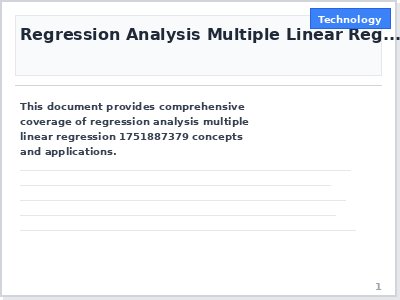 Technology
Regression Analysis Multiple Linear Reg...
This document provides comprehensive
coverage of regression analysis multiple
linear regression 1751887379 concepts
and applications.
1